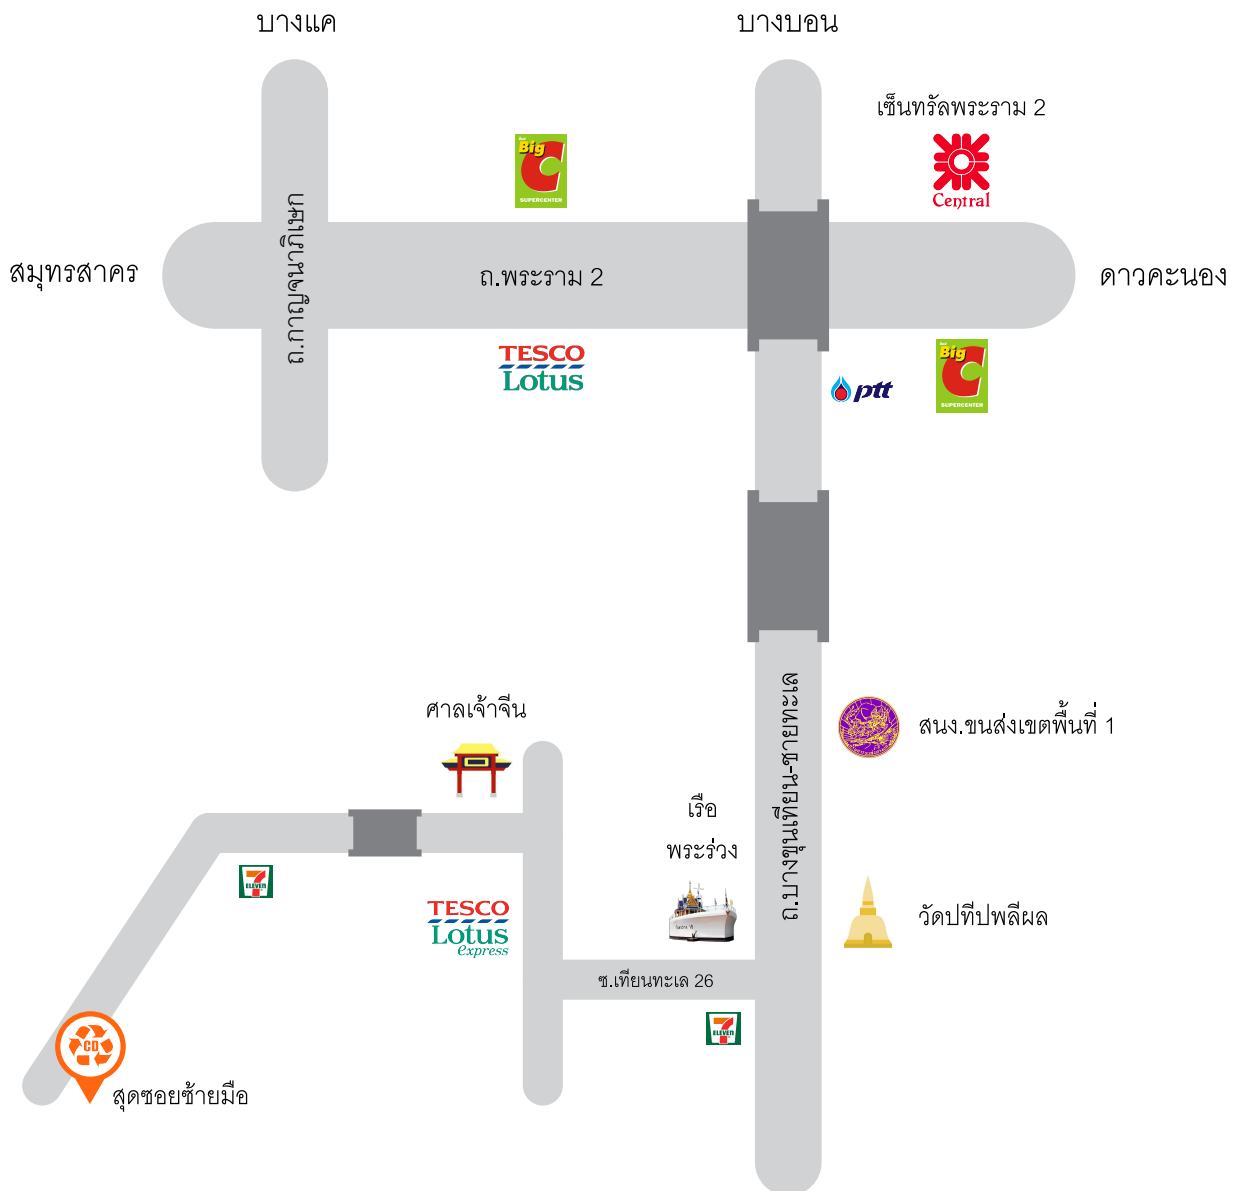 บางแค
บางบอน
เซ็นทรัลพระราม 2
Big C
SUPERCENTER
Central
ถ.กาญจนาภิเษก
สมุทรสาคร
ถ.พระราม 2
ดาวคะนอง
TESCO
Lotus
ptt
Big C
SUPERCENTER
ถ.บางขุนเทียน-ชายทะเล
ศาลเจ้าจีน
สนง.ขนส่งเขตพื้นที่ 1
เรือ
พระร่วง
7 ELEVEN
TESCO
Lotus
express
วัดปทีปพลีผล
ซ.เทียนทะเล 26
7 ELEVEN
CD
สุดซอยซ้ายมือ